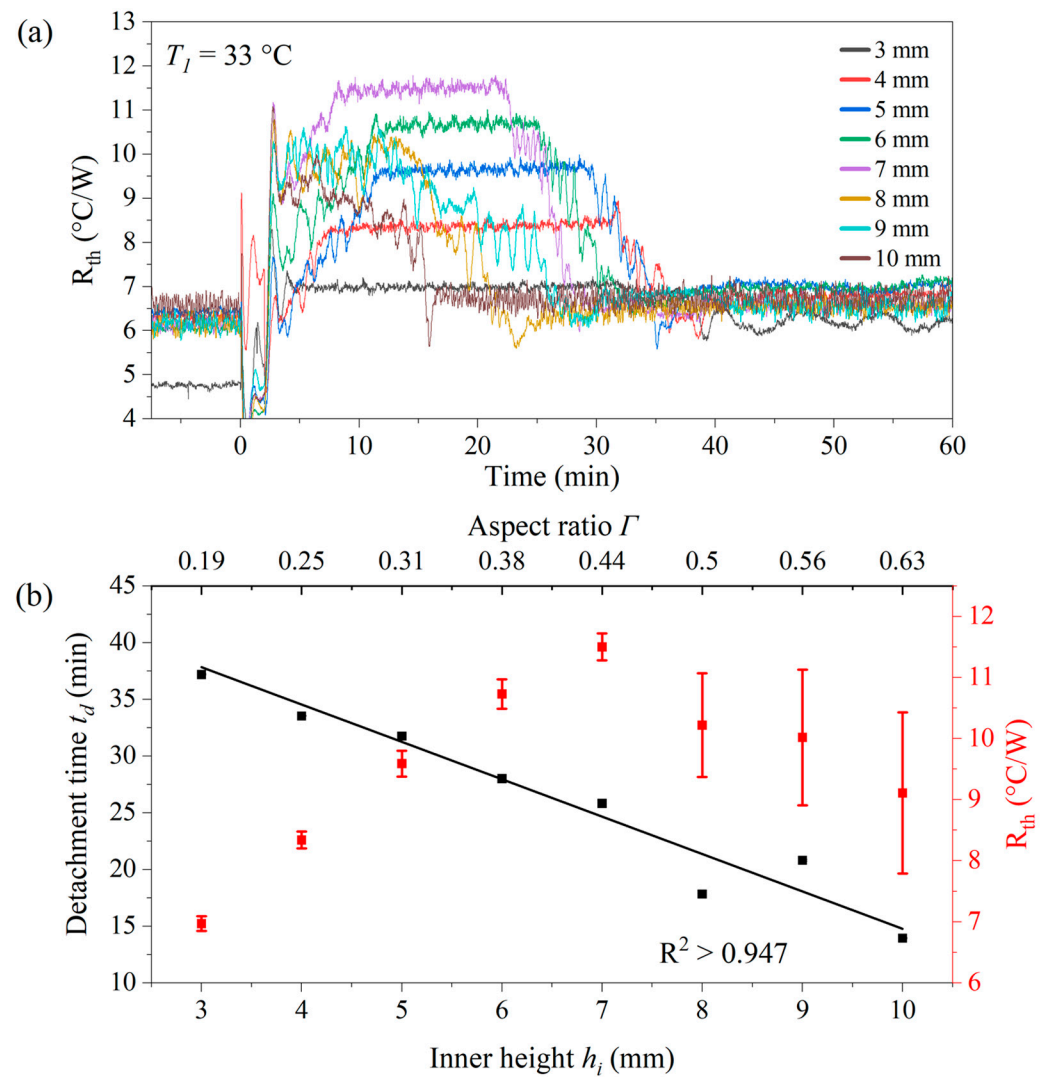 (a)
T1 = 33 °C
3 mm
4 mm
5 mm
6 mm
7 mm
8 mm
9 mm
10 mm
13
12
11
10
9
8
7
6
5
4
Rth (°C/W)
0 10 20 30 40 50 60
Time (min)
(b)
Aspect ratio Γ
0.19 0.25 0.31 0.38 0.44 0.5 0.56 0.63
45
40
35
30
25
20
15
10
Detachment time td (min)
12
11
10
9
8
7
6
Rth (°C/W)
R2 > 0.947
3 4 5 6 7 8 9 10
Inner height hi (mm)